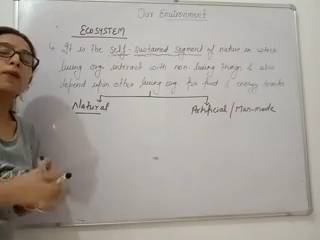 Our Environment
ECOSYSTEM
It is the self-sustained segment of nature in which
living org. interact with non-living things & also
depend upon other living org. for food & energy
Natural Artificial / Man-made